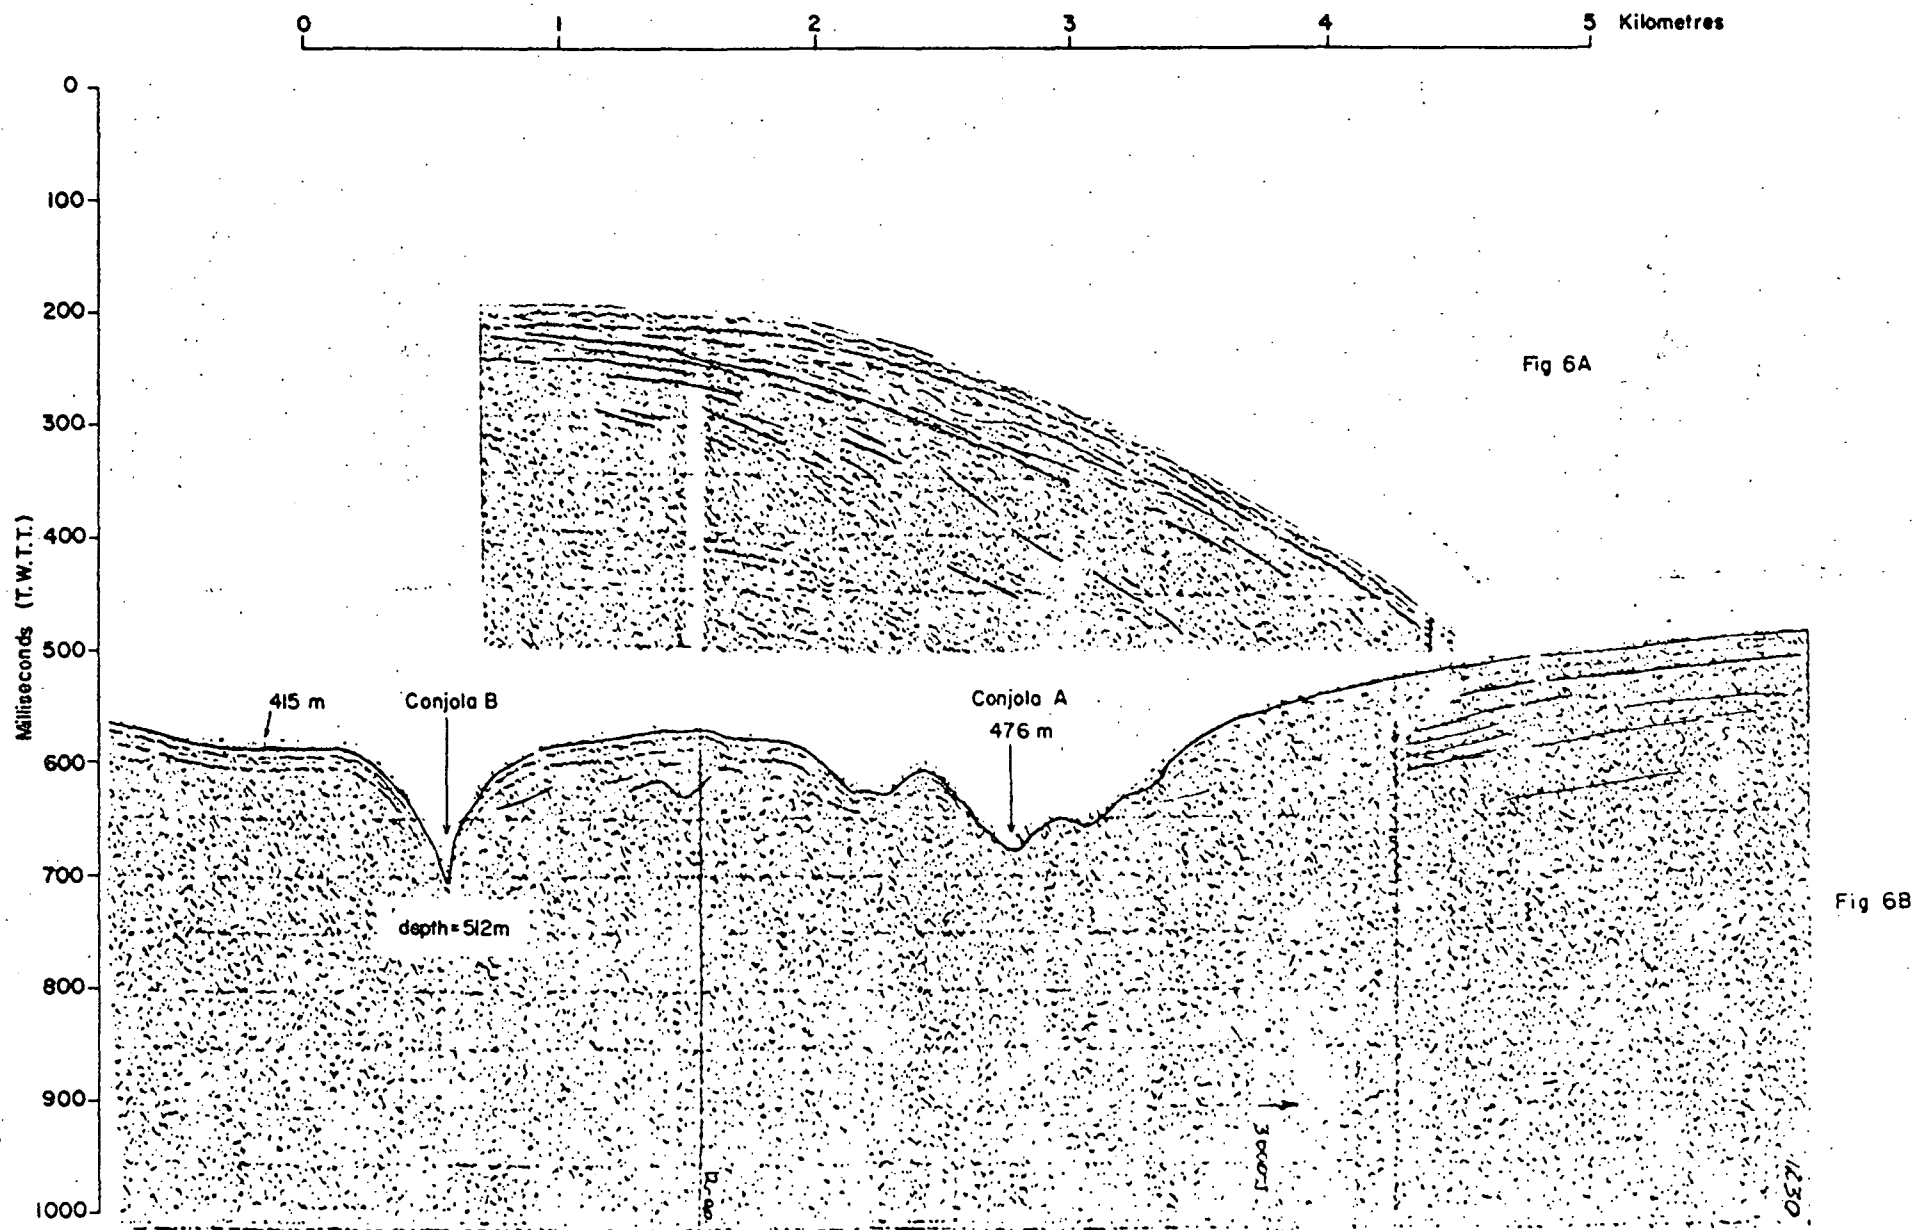 0 1 2 3 4 5 Kilometres
0
100
200
300
400
500
600
700
800
900
1000
Milliseconds (T.W.T.T.)
Fig 6A
415 m
Conjola B
Conjola A
476 m
depth=512m
Fig 6B